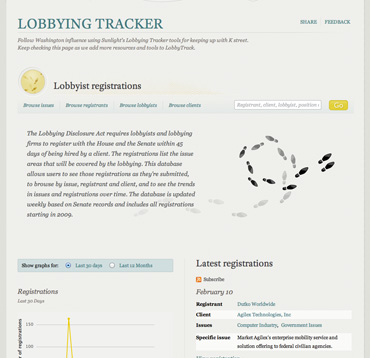 LOBBYING TRACKER
SHARE
FEEDBACK
Follow Washington influence using Sunlight's Lobbying Tracker tools for keeping up with K street.
Keep checking this page as we add more resources and tools to LobbyTrack.
Lobbyist registrations
Browse issues
Browse registrants
Browse lobbyists
Browse clients
Registrant, client, lobbyist, position
Go
The Lobbying Disclosure Act requires lobbyists and lobbying
firms to register with the House and the Senate within 45
days of being hired by a client. The registrations list the issue
areas that will be covered by the lobbying. This database
allows users to see those registrations as they're submitted,
to browse by issue, registrant and client, and to see the trends
in issues and registrations over time. The database is updated
weekly based on Senate records and includes all registrations
starting in 2009.
Show graphs for:
Last 30 days
Last 12 Months
Registrations
Last 30 Days
of registrations
150
100
Latest registrations
Subscribe
February 10
Registrant Dutko Worldwide
Client Agilex Technologies, Inc
Issues Computer Industry, Government Issues
Specific issue Market Agilex's enterprise mobility service and
solution offering to federal civilian agencies.